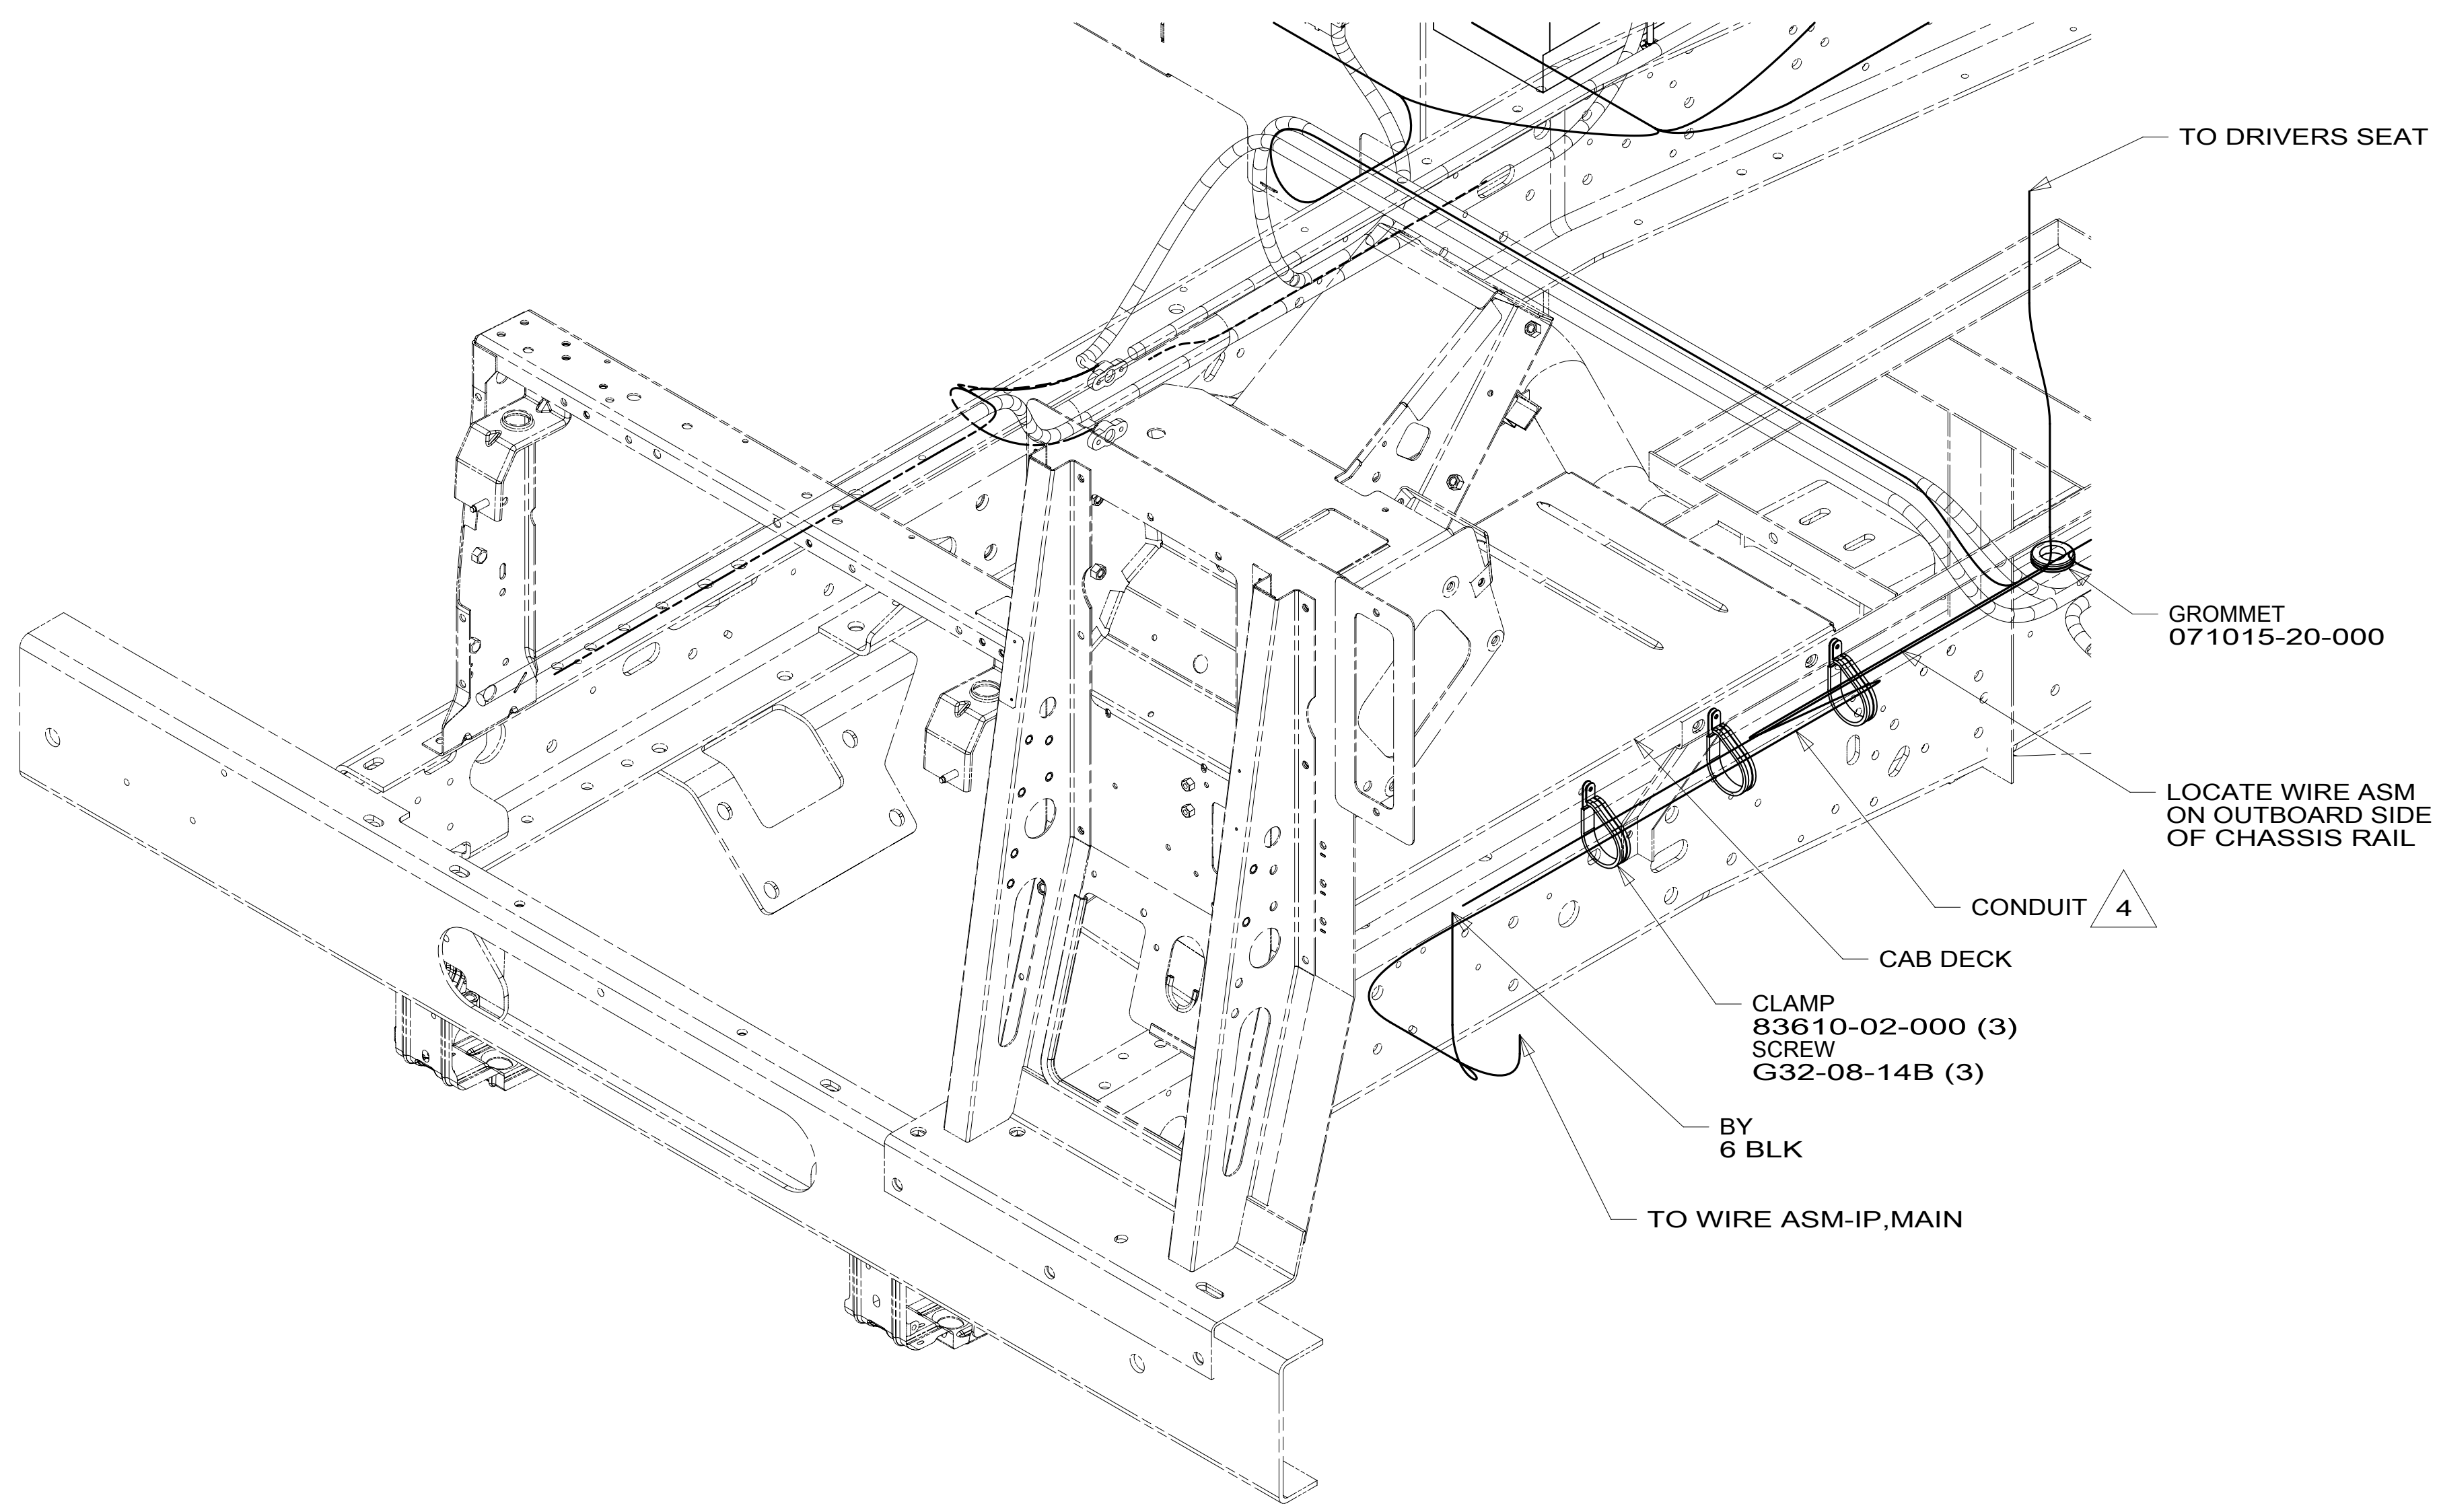 TO DRIVERS SEAT
GROMMET
071015-20-000
LOCATE WIRE ASM
ON OUTBOARD SIDE
OF CHASSIS RAIL
CONDUIT 4
CAB DECK
CLAMP
83610-02-000 (3)
SCREW
G32-08-14B (3)
BY
6 BLK
TO WIRE ASM-IP,MAIN